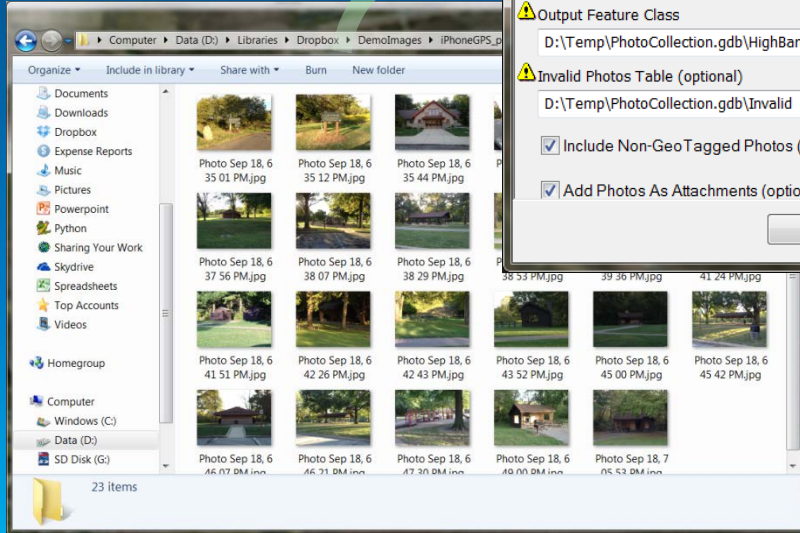 Computer Data (D:) Libraries Dropbox DemoImages iPhoneGPS_p
Organize Include in library Share with Burn New folder
Documents
Downloads
Dropbox
Expense Reports
Music
Pictures
Powerpoint
Python
Sharing Your Work
Skydrive
Spreadsheets
Top Accounts
Videos
Homegroup
Computer
Windows (C:)
Data (D:)
SD Disk (G:)
Photo Sep 18, 6 Photo Sep 18, 6 Photo Sep 18, 6
35 01 PM.jpg 35 12 PM.jpg 35 44 PM.jpg
Photo Sep 18, 6 Photo Sep 18, 6 Photo Sep 18, 6
37 56 PM.jpg 38 07 PM.jpg 38 29 PM.jpg 38 53 PM.jpg 39 36 PM.jpg 41 24 PM.jpg
Photo Sep 18, 6 Photo Sep 18, 6 Photo Sep 18, 6 Photo Sep 18, 6 Photo Sep 18, 6 Photo Sep 18, 6
41 51 PM.jpg 42 26 PM.jpg 42 43 PM.jpg 43 52 PM.jpg 45 00 PM.jpg 45 42 PM.jpg
Photo Sep 18, 6 Photo Sep 18, 6 Photo Sep 18, 6 Photo Sep 18, 6 Photo Sep 18, 7
46 07 PM.jpg 46 21 PM.jpg 47 30 PM.jpg 49 00 PM.jpg 05 53 PM.jpg
23 items
Output Feature Class
D:\Temp\PhotoCollection.gdb\HighBar
Invalid Photos Table (optional)
D:\Temp\PhotoCollection.gdb\Invalid
Include Non-GeoTagged Photos (
Add Photos As Attachments (optio